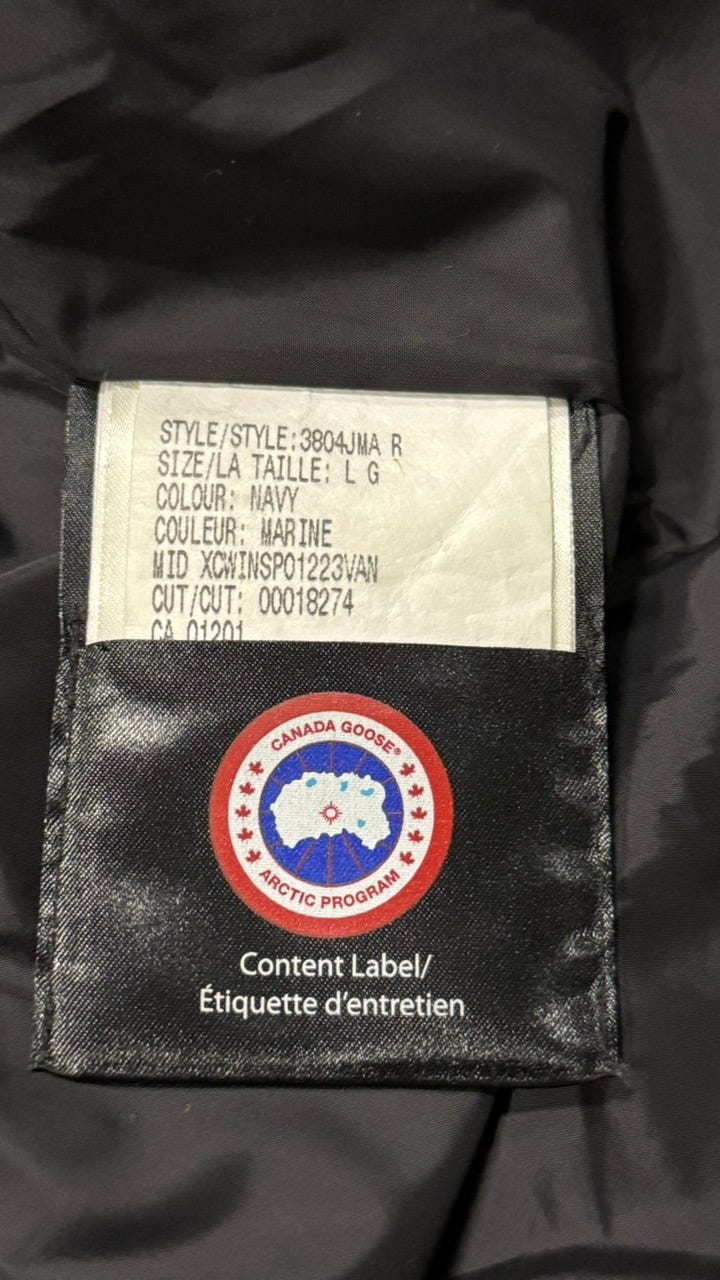 STYLE/STYLE:3804JMA R
SIZE/LA TAILLE: L G
COLOUR: NAVY
COULEUR: MARINE
MID XCWINSPO1223VAN
CUT/CUT: 00018274
CA 01201
CANADA GOOSE®
ARCTIC PROGRAM
Content Label/
Étiquette d'entretien